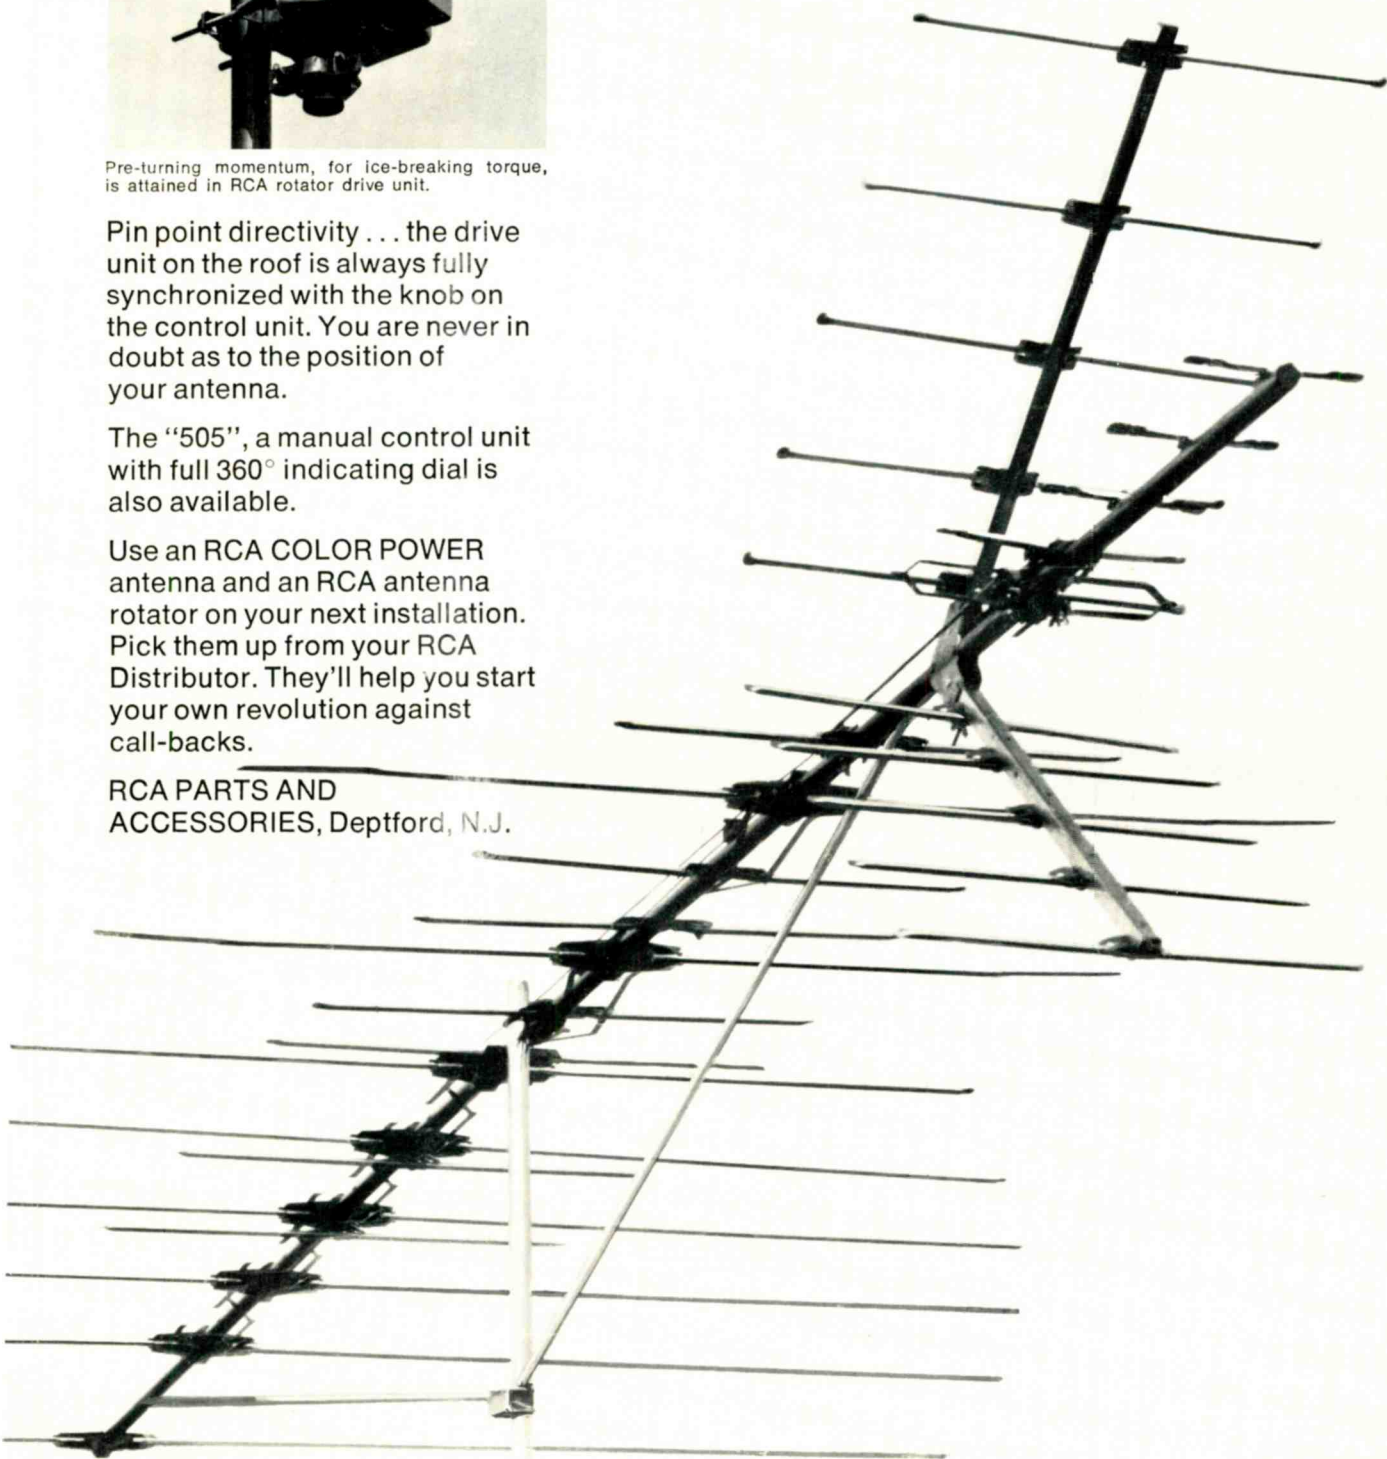 Pre-turning momentum, for ice-breaking torque,
is attained in RCA rotator drive unit.
Pin point directivity . . . the drive
unit on the roof is always fully
synchronized with the knob on
the control unit. You are never in
doubt as to the position of
your antenna.
The “505”, a manual control unit
with full 360° indicating dial is
also available.
Use an RCA COLOR POWER
antenna and an RCA antenna
rotator on your next installation.
Pick them up from your RCA
Distributor. They'll help you start
your own revolution against
call-backs.
RCA PARTS AND
ACCESSORIES, Deptford, N.J.